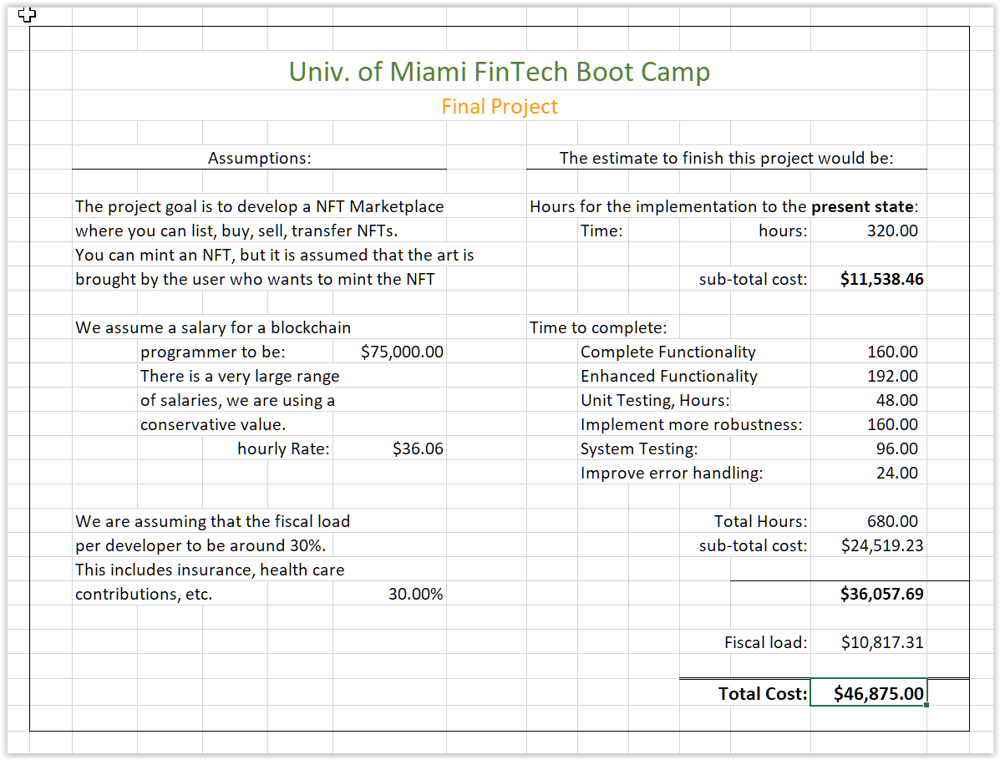 Univ. of Miami FinTech Boot Camp
Final Project
Assumptions:
The project goal is to develop a NFT Marketplace
where you can list, buy, sell, transfer NFTs.
You can mint an NFT, but it is assumed that the art is
brought by the user who wants to mint the NFT
We assume a salary for a blockchain
programmer to be: $75,000.00
There is a very large range
of salaries, we are using a
conservative value.
hourly Rate: $36.06
We are assuming that the fiscal load
per developer to be around 30%.
This includes insurance, health care
contributions, etc. 30.00%
The estimate to finish this project would be:
Hours for the implementation to the present state:
Time: hours: 320.00
sub-total cost: $11,538.46
Time to complete:
Complete Functionality 160.00
Enhanced Functionality 192.00
Unit Testing, Hours: 48.00
Implement more robustness: 160.00
System Testing: 96.00
Improve error handling: 24.00
Total Hours: 680.00
sub-total cost: $24,519.23
$36,057.69
Fiscal load: $10,817.31
Total Cost: $46,875.00